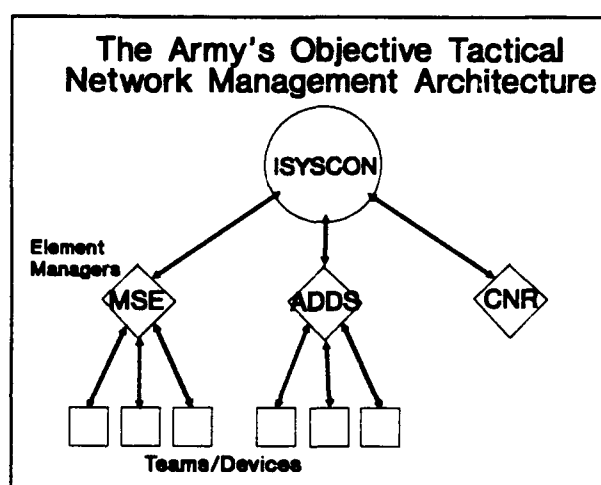 The Army's Objective Tactical
Network Management Architecture
ISYSCON
Element
Managers
MSE
ADDS
CNR
Teams/Devices